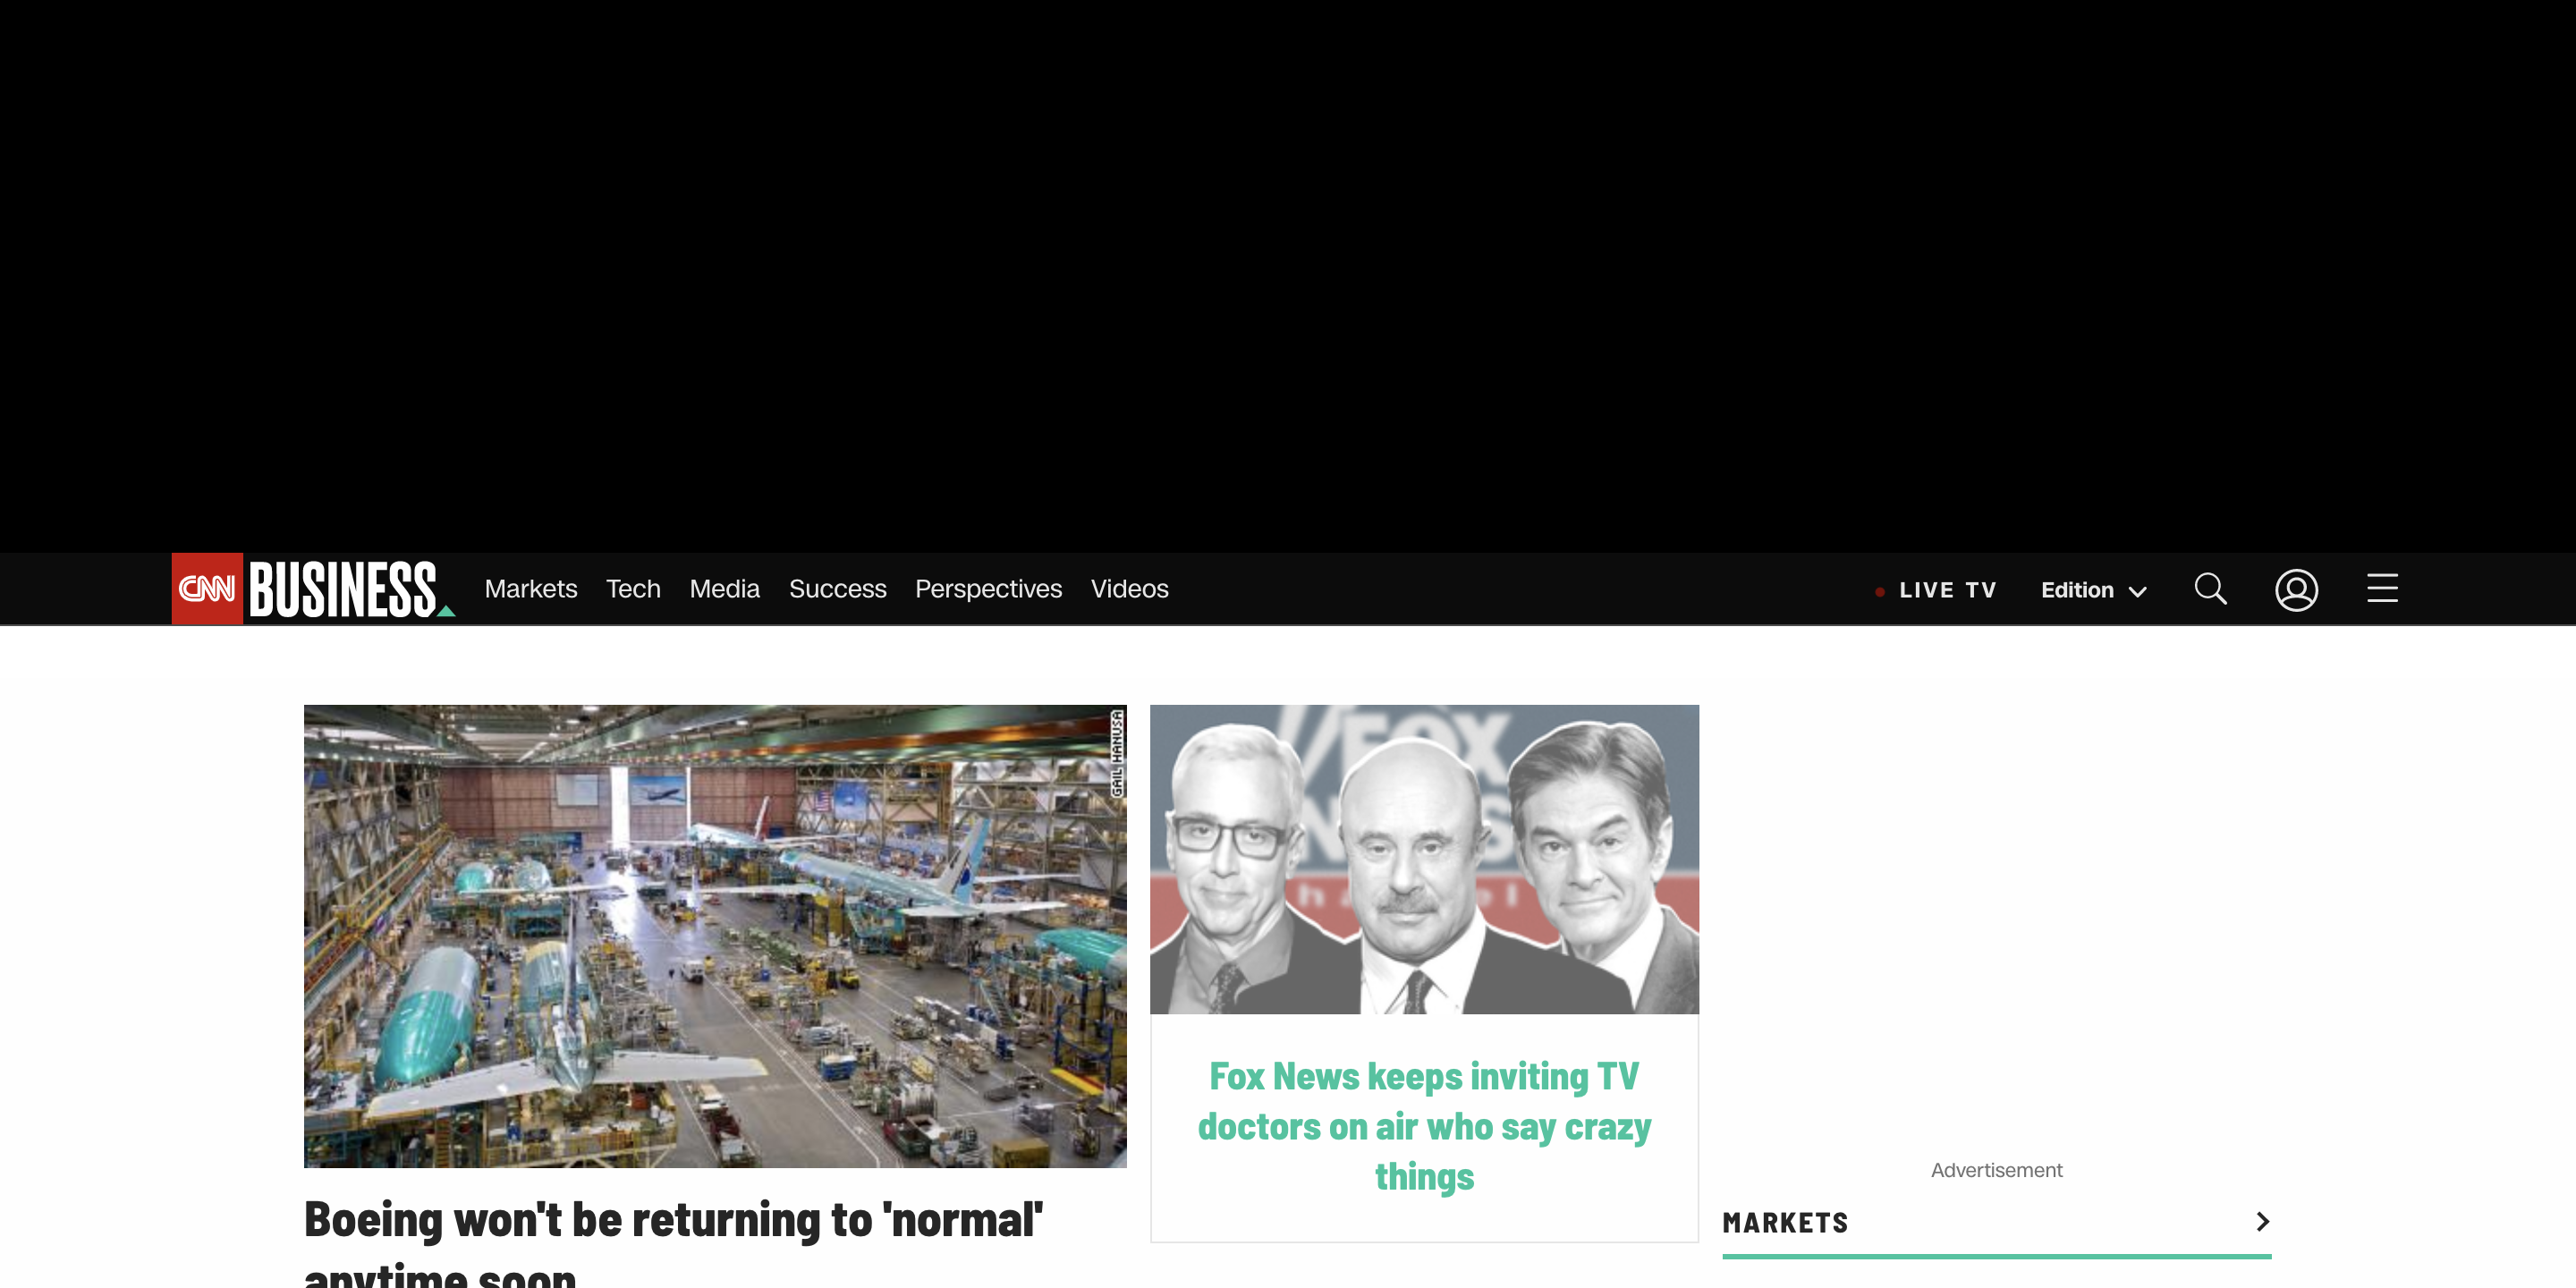 CNN BUSINESS
Markets
Tech
Media
Success
Perspectives
Videos
LIVE TV
Edition
GAIL HANUSA
FOX
Fox News keeps inviting TV
doctors on air who say crazy
things
Boeing won't be returning to 'normal'
anytime soon
Advertisement
MARKETS